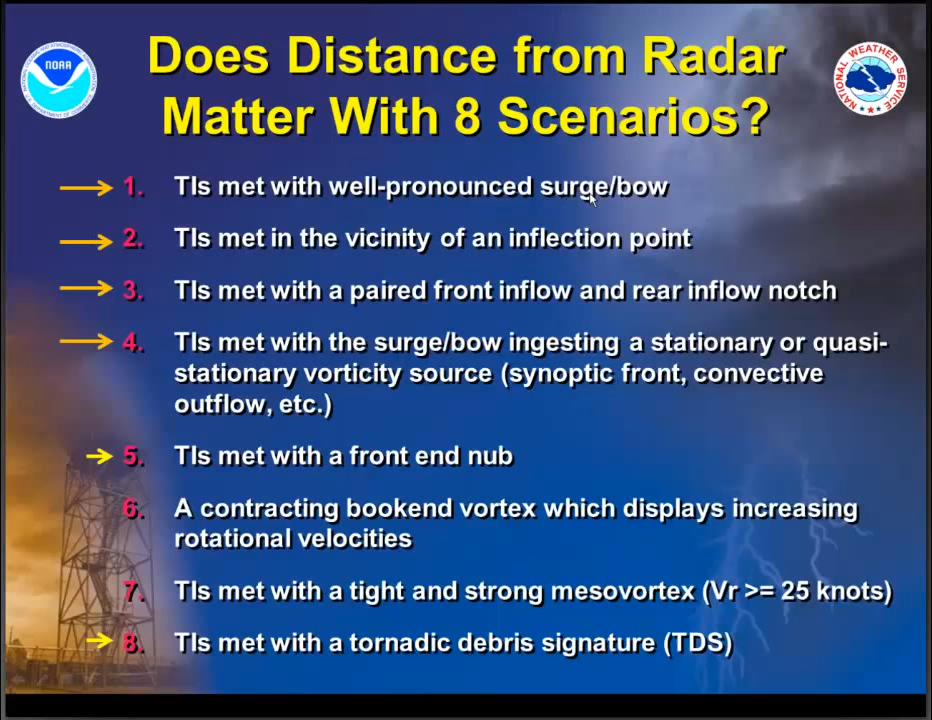 Does Distance from Radar
Matter With 8 Scenarios?
NOAA
NATIONAL WEATHER SERVICE
1. TIs met with well-pronounced surge/bow
2. TIs met in the vicinity of an inflection point
3. TIs met with a paired front inflow and rear inflow notch
4. TIs met with the surge/bow ingesting a stationary or quasi-
stationary vorticity source (synoptic front, convective
outflow, etc.)
5. TIs met with a front end nub
6. A contracting bookend vortex which displays increasing
rotational velocities
7. TIs met with a tight and strong mesovortex (Vr >= 25 knots)
8. TIs met with a tornadic debris signature (TDS)